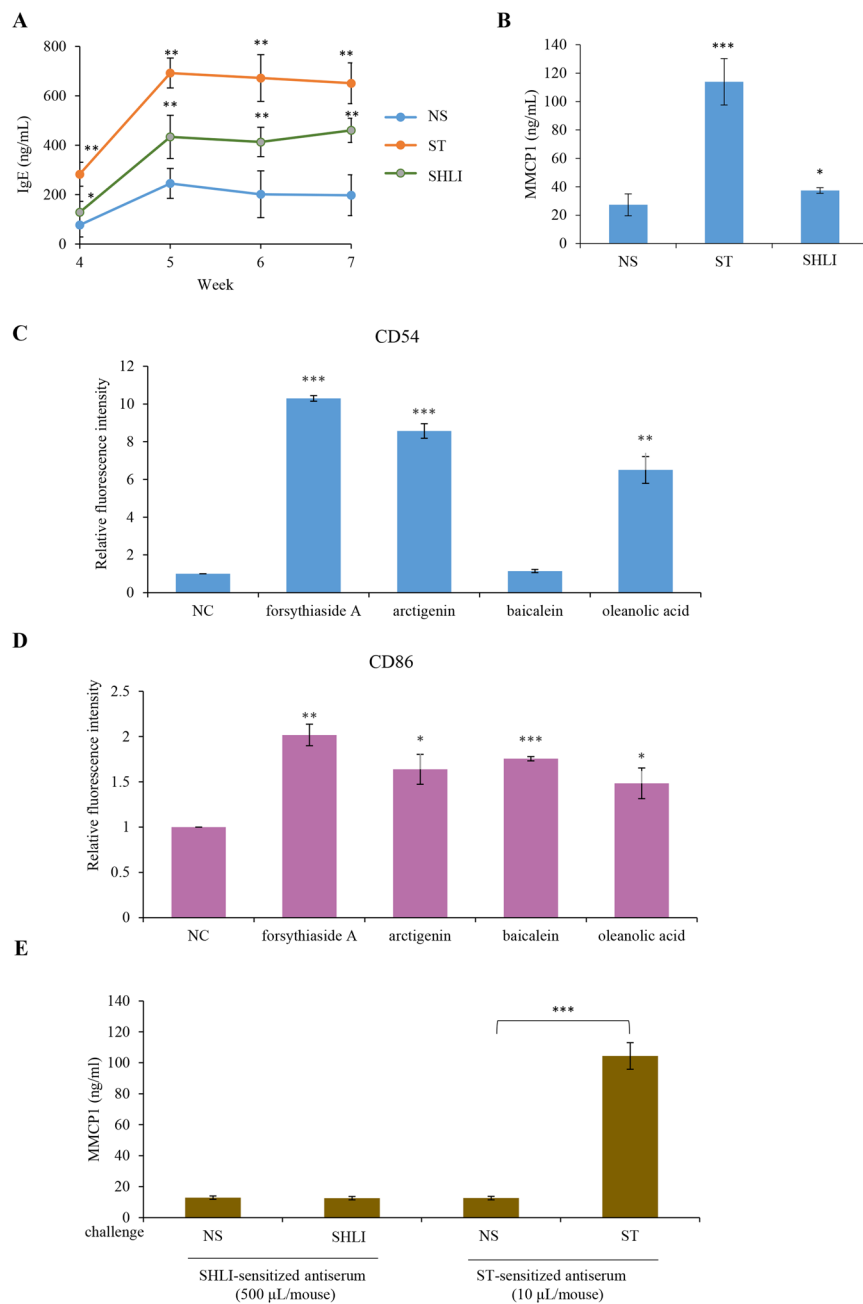 A
IgE (ng/mL)
800
600
400
200
0
** ** ** **
* ** ** **
4 5 6 7
Week
NS
ST
SHLI
B
MMCP1 (ng/mL)
140
120
100
80
60
40
20
0
***
*
NS ST SHLI
C
CD54
Relative fluorescence intensity
12
10
8
6
4
2
0
*** *** **
NC forsythiaside A arctigenin baicalein oleanolic acid
D
CD86
Relative fluorescence intensity
2.5
2
1.5
1
0.5
0
** * *** *
NC forsythiaside A arctigenin baicalein oleanolic acid
E
MMCP1 (ng/ml)
140
120
100
80
60
40
20
0
***
challenge NS SHLI NS ST
SHLI-sensitized antiserum ST-sensitized antiserum
(500 μL/mouse) (10 μL/mouse)